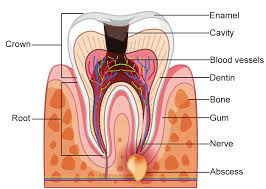 Enamel
Cavity
Crown
Blood vessels
Dentin
Bone
Root
Gum
Nerve
Abscess